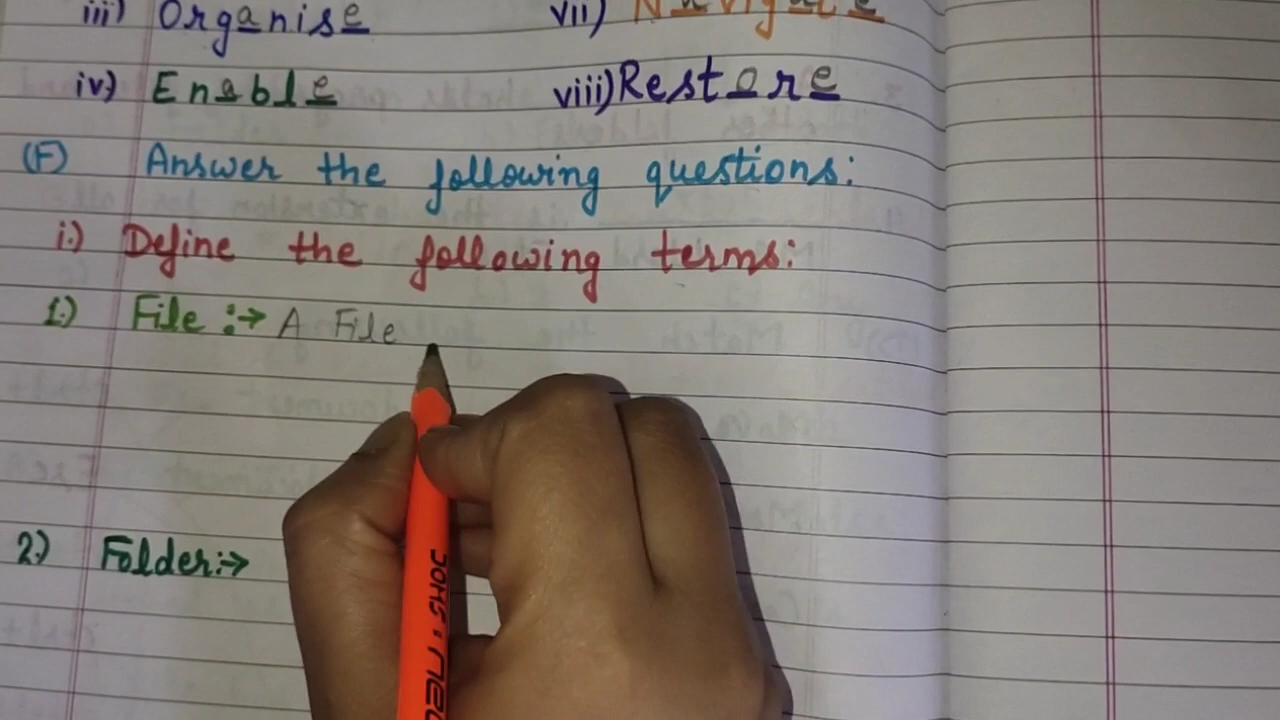 iii) Organise vii) Navigate
iv) Enable viii) Restore
(F) Answer the following questions:
i.) Define the following terms:
1.) File :→ A File
2.) Folder:→